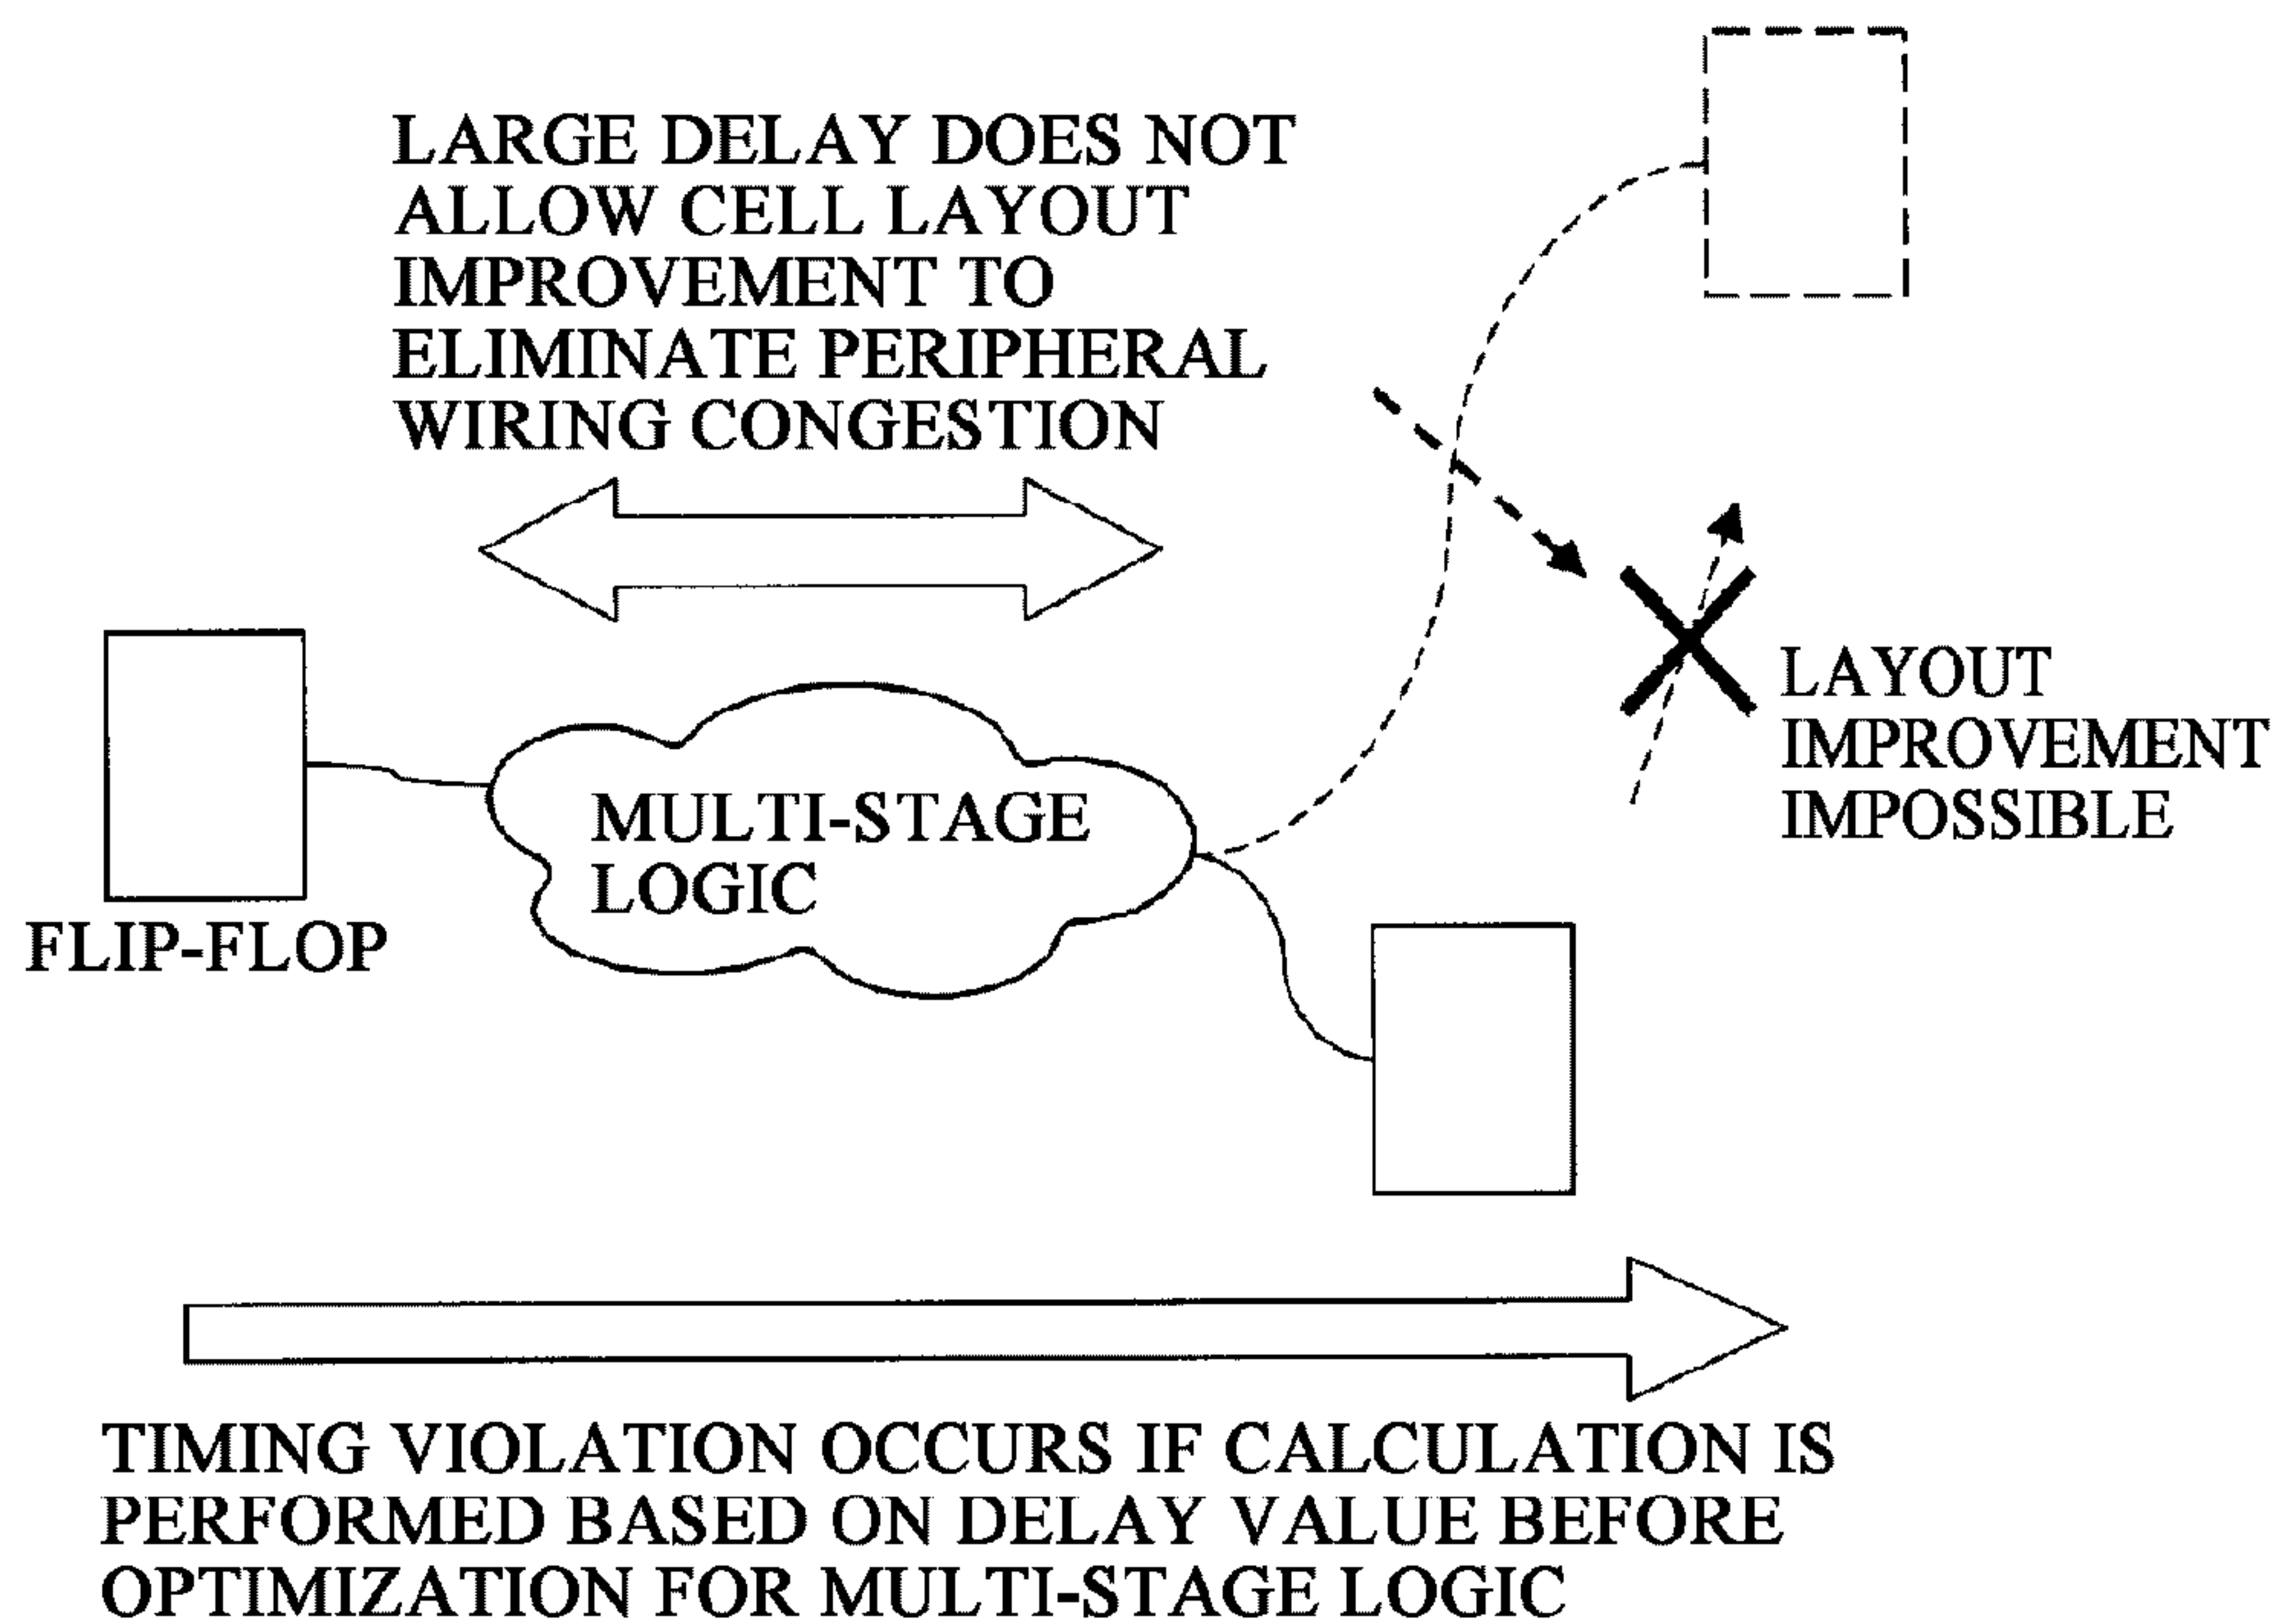 LARGE DELAY DOES NOT
ALLOW CELL LAYOUT
IMPROVEMENT TO
ELIMINATE PERIPHERAL
WIRING CONGESTION
LAYOUT
IMPROVEMENT
IMPOSSIBLE
MULTI-STAGE
LOGIC
FLIP-FLOP
TIMING VIOLATION OCCURS IF CALCULATION IS
PERFORMED BASED ON DELAY VALUE BEFORE
OPTIMIZATION FOR MULTI-STAGE LOGIC